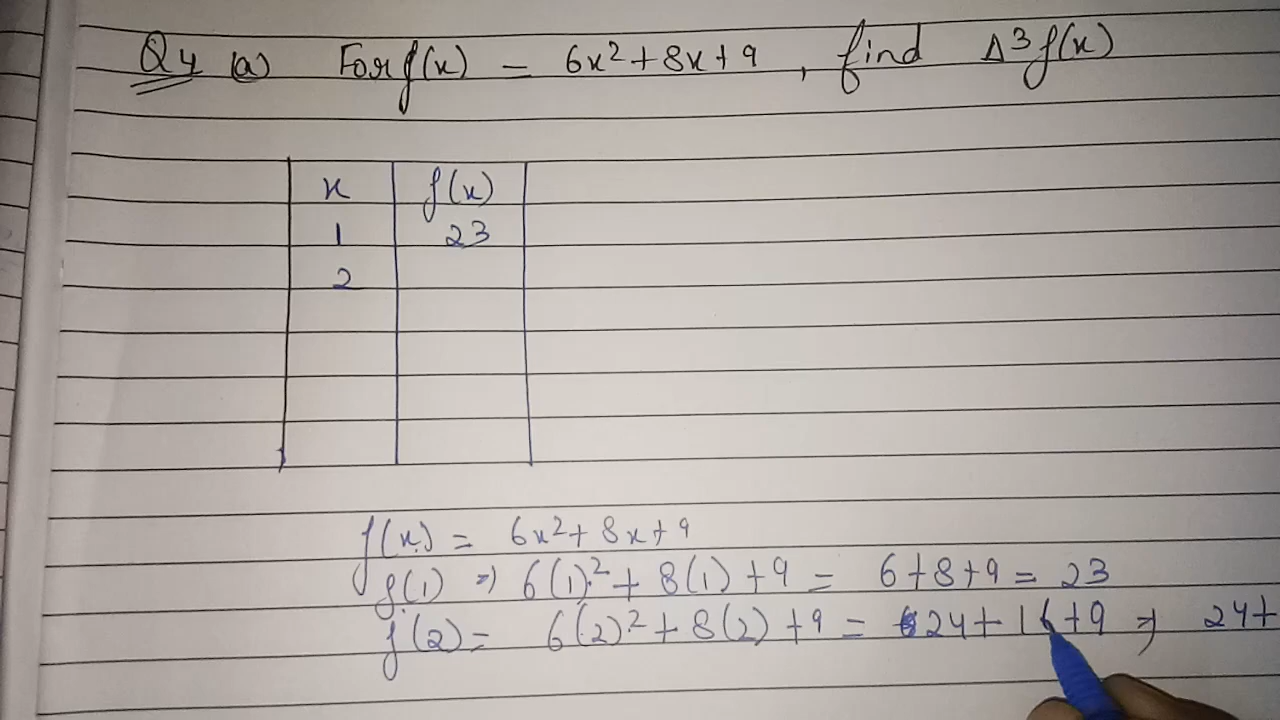 Q4 (a) For f(x) = 6x²+8x+9, find Δ³f(x)
x f(x)
1 23
2
f(x) = 6x²+8x+9
f(1) ⇒ 6(1)²+8(1)+9 = 6+8+9 = 23
f(2) = 6(2)²+8(2)+9 = 24+16+9 ⇒ 24+